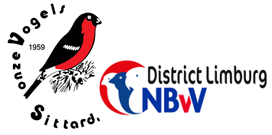 onze Vogels
1959
Sittard.
District Limburg
NBvV